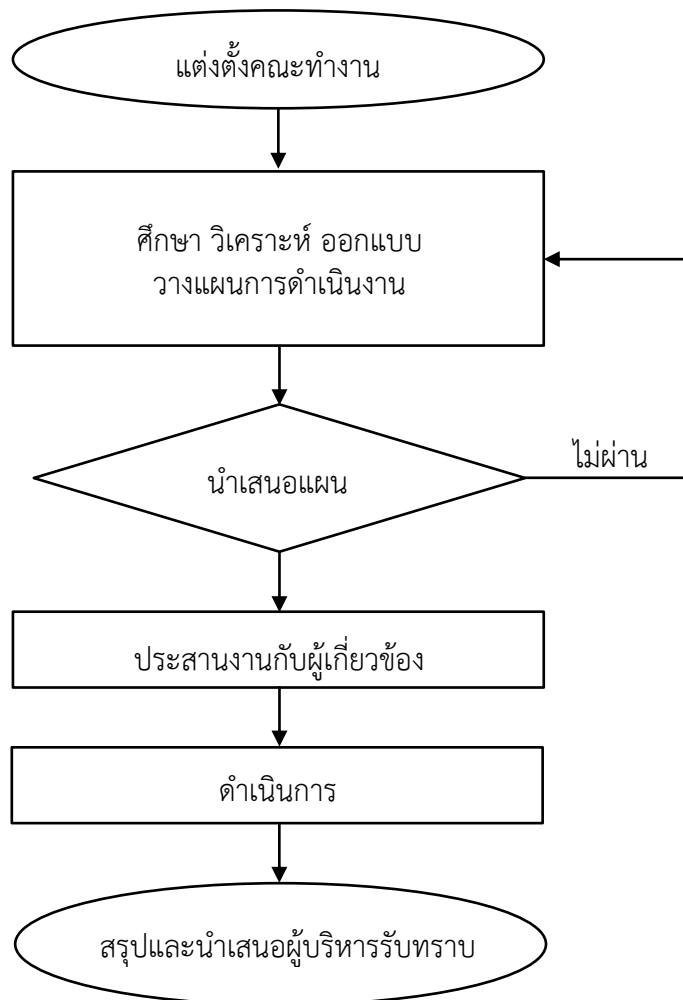 แต่งตั้งคณะทำงาน
ศึกษา วิเคราะห์ ออกแบบ
วางแผนการดำเนินงาน
นำเสนอแผน
ไม่ผ่าน
ประสานงานกับผู้เกี่ยวข้อง
ดำเนินการ
สรุปและนำเสนอผู้บริหารรับทราบ